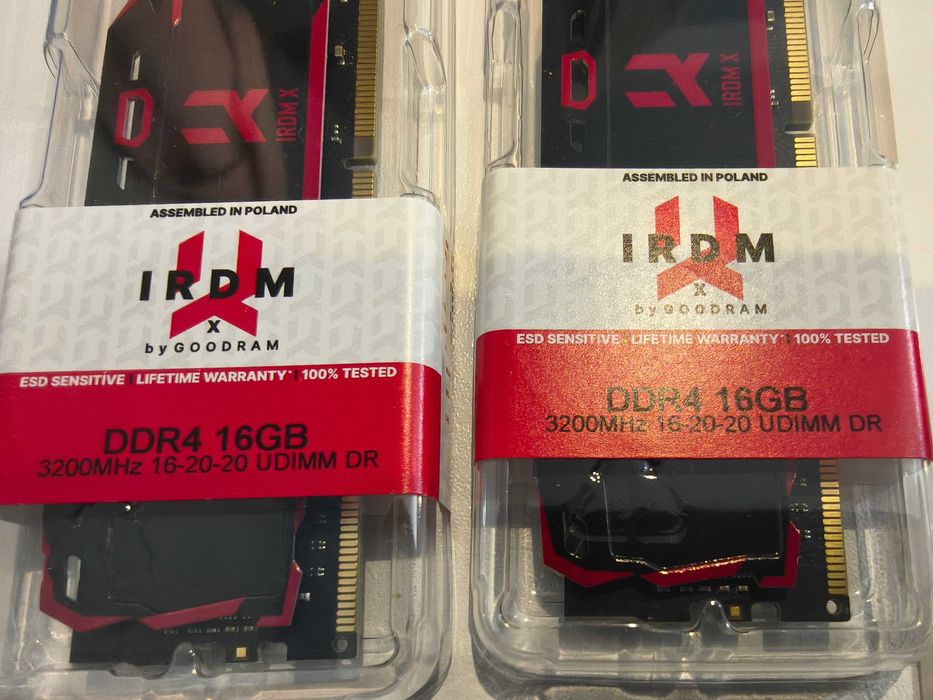 IRDM X
ASSEMBLED IN POLAND
IRDM
X
by GOODRAM
ESD SENSITIVE | LIFETIME WARRANTY* | 100% TESTED
DDR4 16GB
3200MHz 16-20-20 UDIMM DR
IRDM X
ASSEMBLED IN POLAND
IRDM
X
by GOODRAM
ESD SENSITIVE | LIFETIME WARRANTY* | 100% TESTED
DDR4 16GB
3200MHz 16-20-20 UDIMM DR